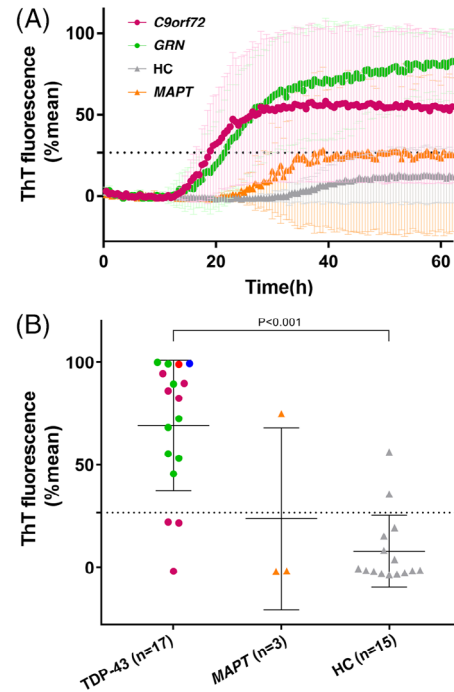 (A)
C9orf72
GRN
HC
MAPT
ThT fluorescence
(%mean)
100
50
0
0 20 40 60
Time(h)
(B)
P<0.001
ThT fluorescence
(%mean)
100
50
0
TDP-43 (n=17)
MAPT (n=3)
HC (n=15)